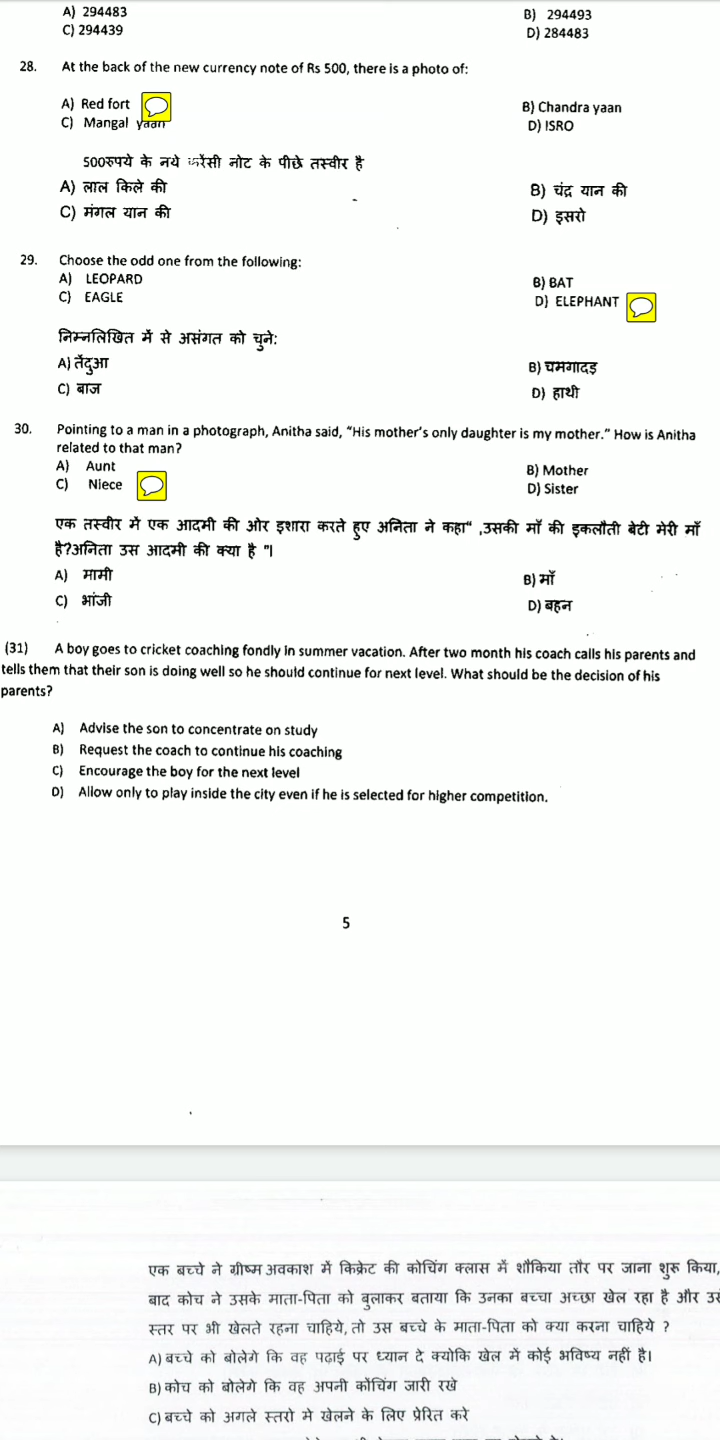 A) 294483 B) 294493
C) 294439 D) 284483
28. At the back of the new currency note of Rs 500, there is a photo of:
A) Red fort B) Chandra yaan
C) Mangal yaan D) ISRO
500रुपये के नये करेंसी नोट के पीछे तस्वीर है
A) लाल किले की B) चंद्र यान की
C) मंगल यान की D) इसरो
29. Choose the odd one from the following:
A) LEOPARD B) BAT
C) EAGLE D) ELEPHANT
निम्नलिखित में से असंगत को चुने:
A) तेंदुआ B) चमगादड़
C) बाज D) हाथी
30. Pointing to a man in a photograph, Anitha said, "His mother's only daughter is my mother." How is Anitha
related to that man?
A) Aunt B) Mother
C) Niece D) Sister
एक तस्वीर में एक आदमी की ओर इशारा करते हुए अनिता ने कहा" ,उसकी माँ की इकलौती बेटी मेरी माँ
है?अनिता उस आदमी की क्या है "।
A) मामी B) माँ
C) भांजी D) बहन
(31) A boy goes to cricket coaching fondly in summer vacation. After two month his coach calls his parents and
tells them that their son is doing well so he should continue for next level. What should be the decision of his
parents?
A) Advise the son to concentrate on study
B) Request the coach to continue his coaching
C) Encourage the boy for the next level
D) Allow only to play inside the city even if he is selected for higher competition.
5
एक बच्चे ने ग्रीष्म अवकाश में क्रिकेट की कोचिंग क्लास में शौकिया तौर पर जाना शुरू किया,
बाद कोच ने उसके माता-पिता को बुलाकर बताया कि उनका बच्चा अच्छा खेल रहा है और
स्तर पर भी खेलते रहना चाहिये, तो उस बच्चे के माता-पिता को क्या करना चाहिये ?
A) बच्चे को बोलेगे कि वह पढाई पर ध्यान दे क्योकि खेल में कोई भविष्य नहीं है।
B) कोच को बोलेगे कि वह अपनी कोंचिंग जारी रखे
C) बच्चे को अगले स्तरो मे खेलने के लिए प्रेरित करे